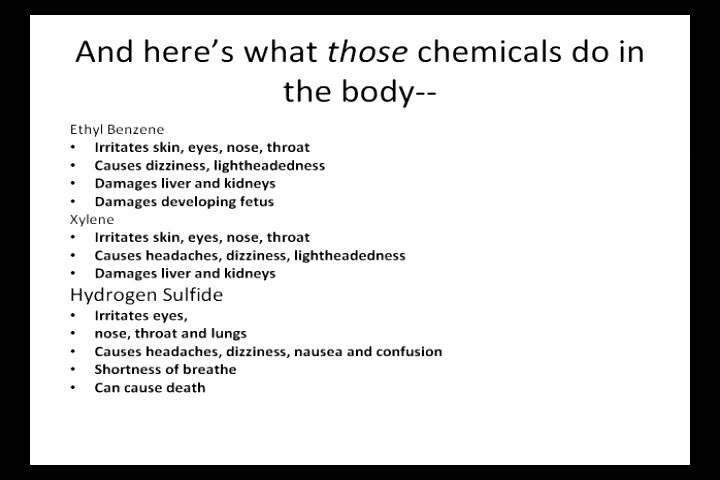 And here's what those chemicals do in
the body--
Ethyl Benzene
• Irritates skin, eyes, nose, throat
• Causes dizziness, lightheadedness
• Damages liver and kidneys
• Damages developing fetus
Xylene
• Irritates skin, eyes, nose, throat
• Causes headaches, dizziness, lightheadedness
• Damages liver and kidneys
Hydrogen Sulfide
• Irritates eyes,
• nose, throat and lungs
• Causes headaches, dizziness, nausea and confusion
• Shortness of breathe
• Can cause death